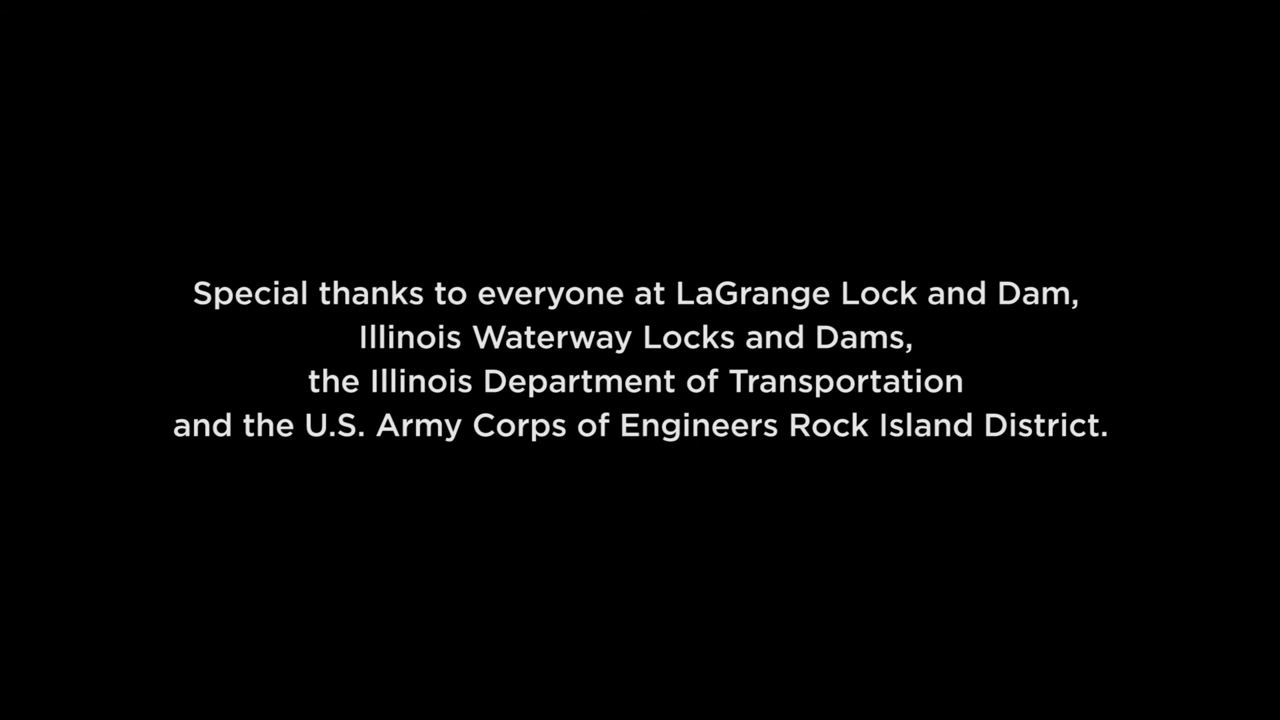 Special thanks to everyone at LaGrange Lock and Dam,
Illinois Waterway Locks and Dams,
the Illinois Department of Transportation
and the U.S. Army Corps of Engineers Rock Island District.